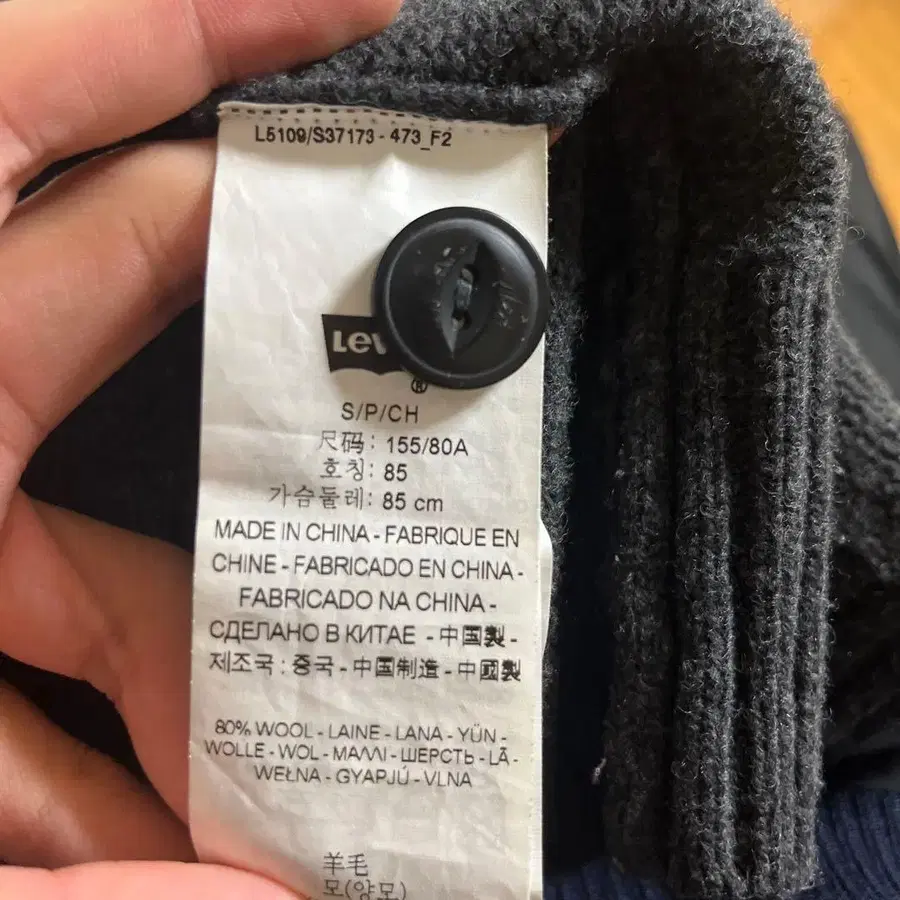 L5109/S37173 - 473_F2
Lev
®
S/P/CH
尺码: 155/80A
호칭: 85
가슴둘레: 85 cm
MADE IN CHINA - FABRIQUE EN
CHINE - FABRICADO EN CHINA -
FABRICADO NA CHINA -
СДЕЛАНО В КИТАЕ - 中国製 -
제조국 : 중국 - 中国制造 - 中國製
80% WOOL - LAINE - LANA - YÜN -
WOLLE - WOL - ΜΑΛΛΙ - ШЕРСТЬ - LÃ -
WEŁNA - GYAPJÚ - VLNA
羊毛
모(양모)